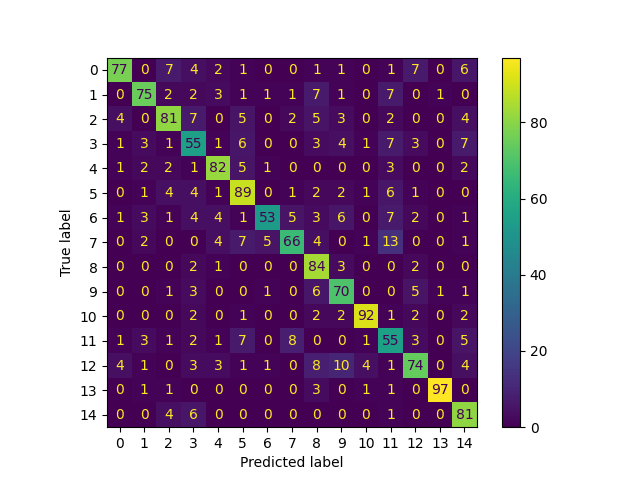 0 77 0 7 4 2 1 0 0 1 1 0 1 7 0 6
1 0 75 2 2 3 1 1 1 7 1 0 7 0 1 0
2 4 0 81 7 0 5 0 2 5 3 0 2 0 0 4
3 1 3 1 55 1 6 0 0 3 4 1 7 3 0 7
4 1 2 2 1 82 5 1 0 0 0 0 3 0 0 2
5 0 1 4 4 1 89 0 1 2 2 1 6 1 0 0
6 1 3 1 4 4 1 53 5 3 6 0 7 2 0 1
7 0 2 0 0 4 7 5 66 4 0 1 13 0 0 1
8 0 0 0 2 1 0 0 0 84 3 0 0 2 0 0
9 0 0 1 3 0 0 1 0 6 70 0 0 5 1 1
10 0 0 0 2 0 1 0 0 2 2 92 1 2 0 2
11 1 3 1 2 1 7 0 8 0 0 1 55 3 0 5
12 4 1 0 3 3 1 1 0 8 10 4 1 74 0 4
13 0 1 1 0 0 0 0 0 3 0 1 1 0 97 0
14 0 0 4 6 0 0 0 0 0 0 0 1 0 0 81
0 1 2 3 4 5 6 7 8 9 10 11 12 13 14
Predicted label
True label
80
60
40
20
0